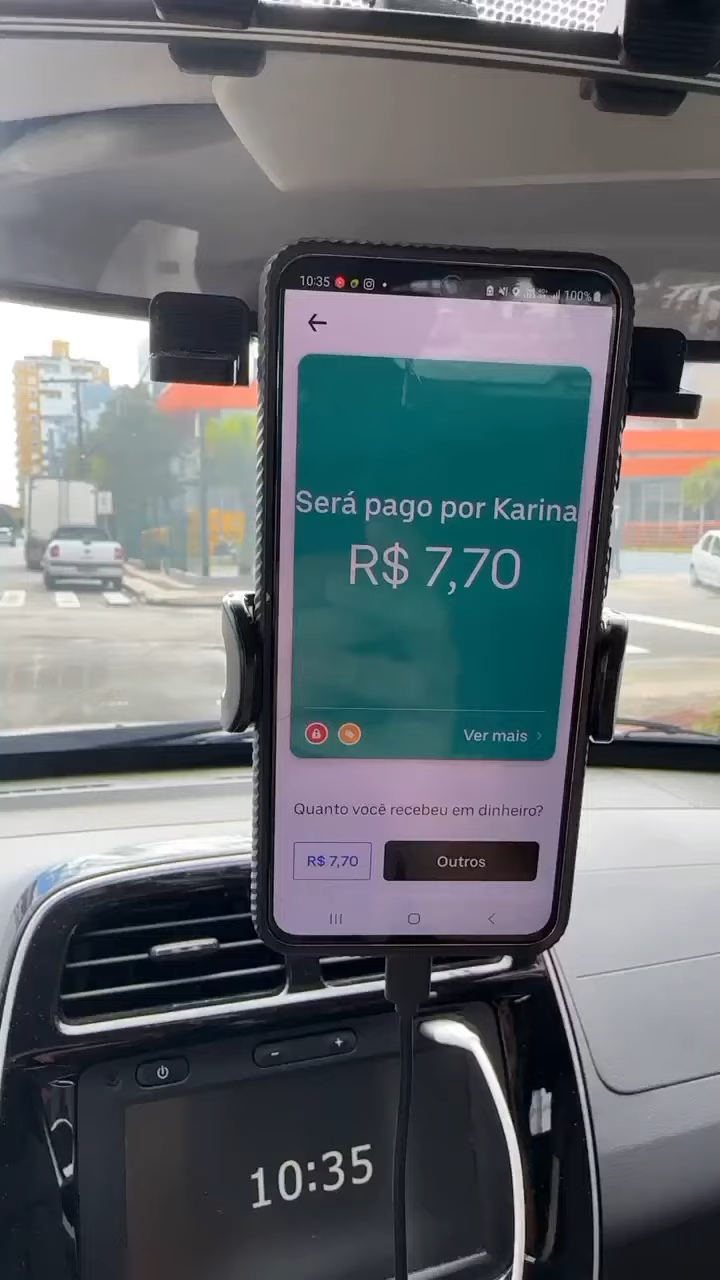 10:35
100%
Será pago por Karina
R$ 7,70
Ver mais
Quanto você recebeu em dinheiro?
R$ 7,70
Outros
- +
10:35